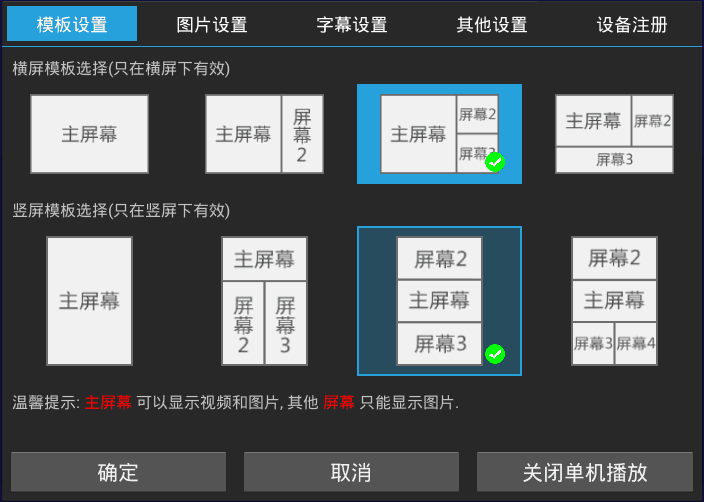 模板设置 图片设置 字幕设置 其他设置 设备注册
横屏模板选择(只在横屏下有效)
主屏幕
主屏幕 屏幕2
主屏幕 屏幕2 屏幕3
主屏幕 屏幕2 屏幕3
竖屏模板选择(只在竖屏下有效)
主屏幕
主屏幕 屏幕2 屏幕3
屏幕2 主屏幕 屏幕3
屏幕2 主屏幕 屏幕3 屏幕4
温馨提示: 主屏幕 可以显示视频和图片, 其他 屏幕 只能显示图片.
确定 取消 关闭单机播放